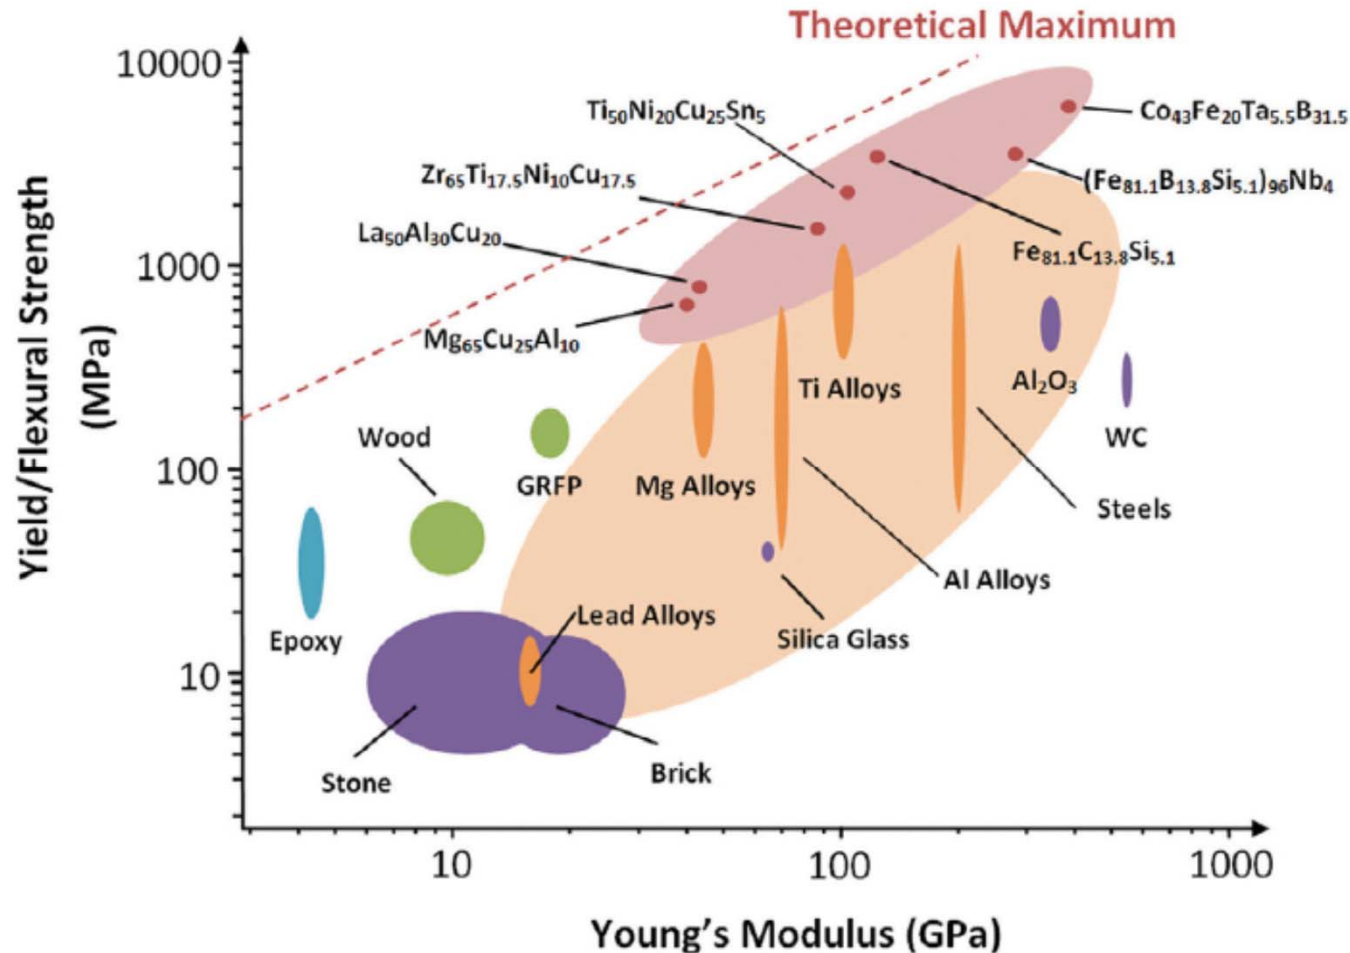 Theoretical Maximum
10000
Ti₅₀Ni₂₀Cu₂₅Sn₅
Co₄₃Fe₂₀Ta₅.₅B₃₁.₅
Zr₆₅Ti₁₇.₅Ni₁₀Cu₁₇.₅
(Fe₈₁.₁B₁₃.₈Si₅.₁)₉₆Nb₄
La₅₀Al₃₀Cu₂₀
Fe₈₁.₁C₁₃.₈Si₅.₁
1000
Mg₆₅Cu₂₅Al₁₀
Yield/Flexural Strength
(MPa)
Ti Alloys
Al₂O₃
WC
Wood
100
GRFP
Mg Alloys
Steels
Al Alloys
Lead Alloys
Silica Glass
Epoxy
10
Stone
Brick
10
100
1000
Young's Modulus (GPa)